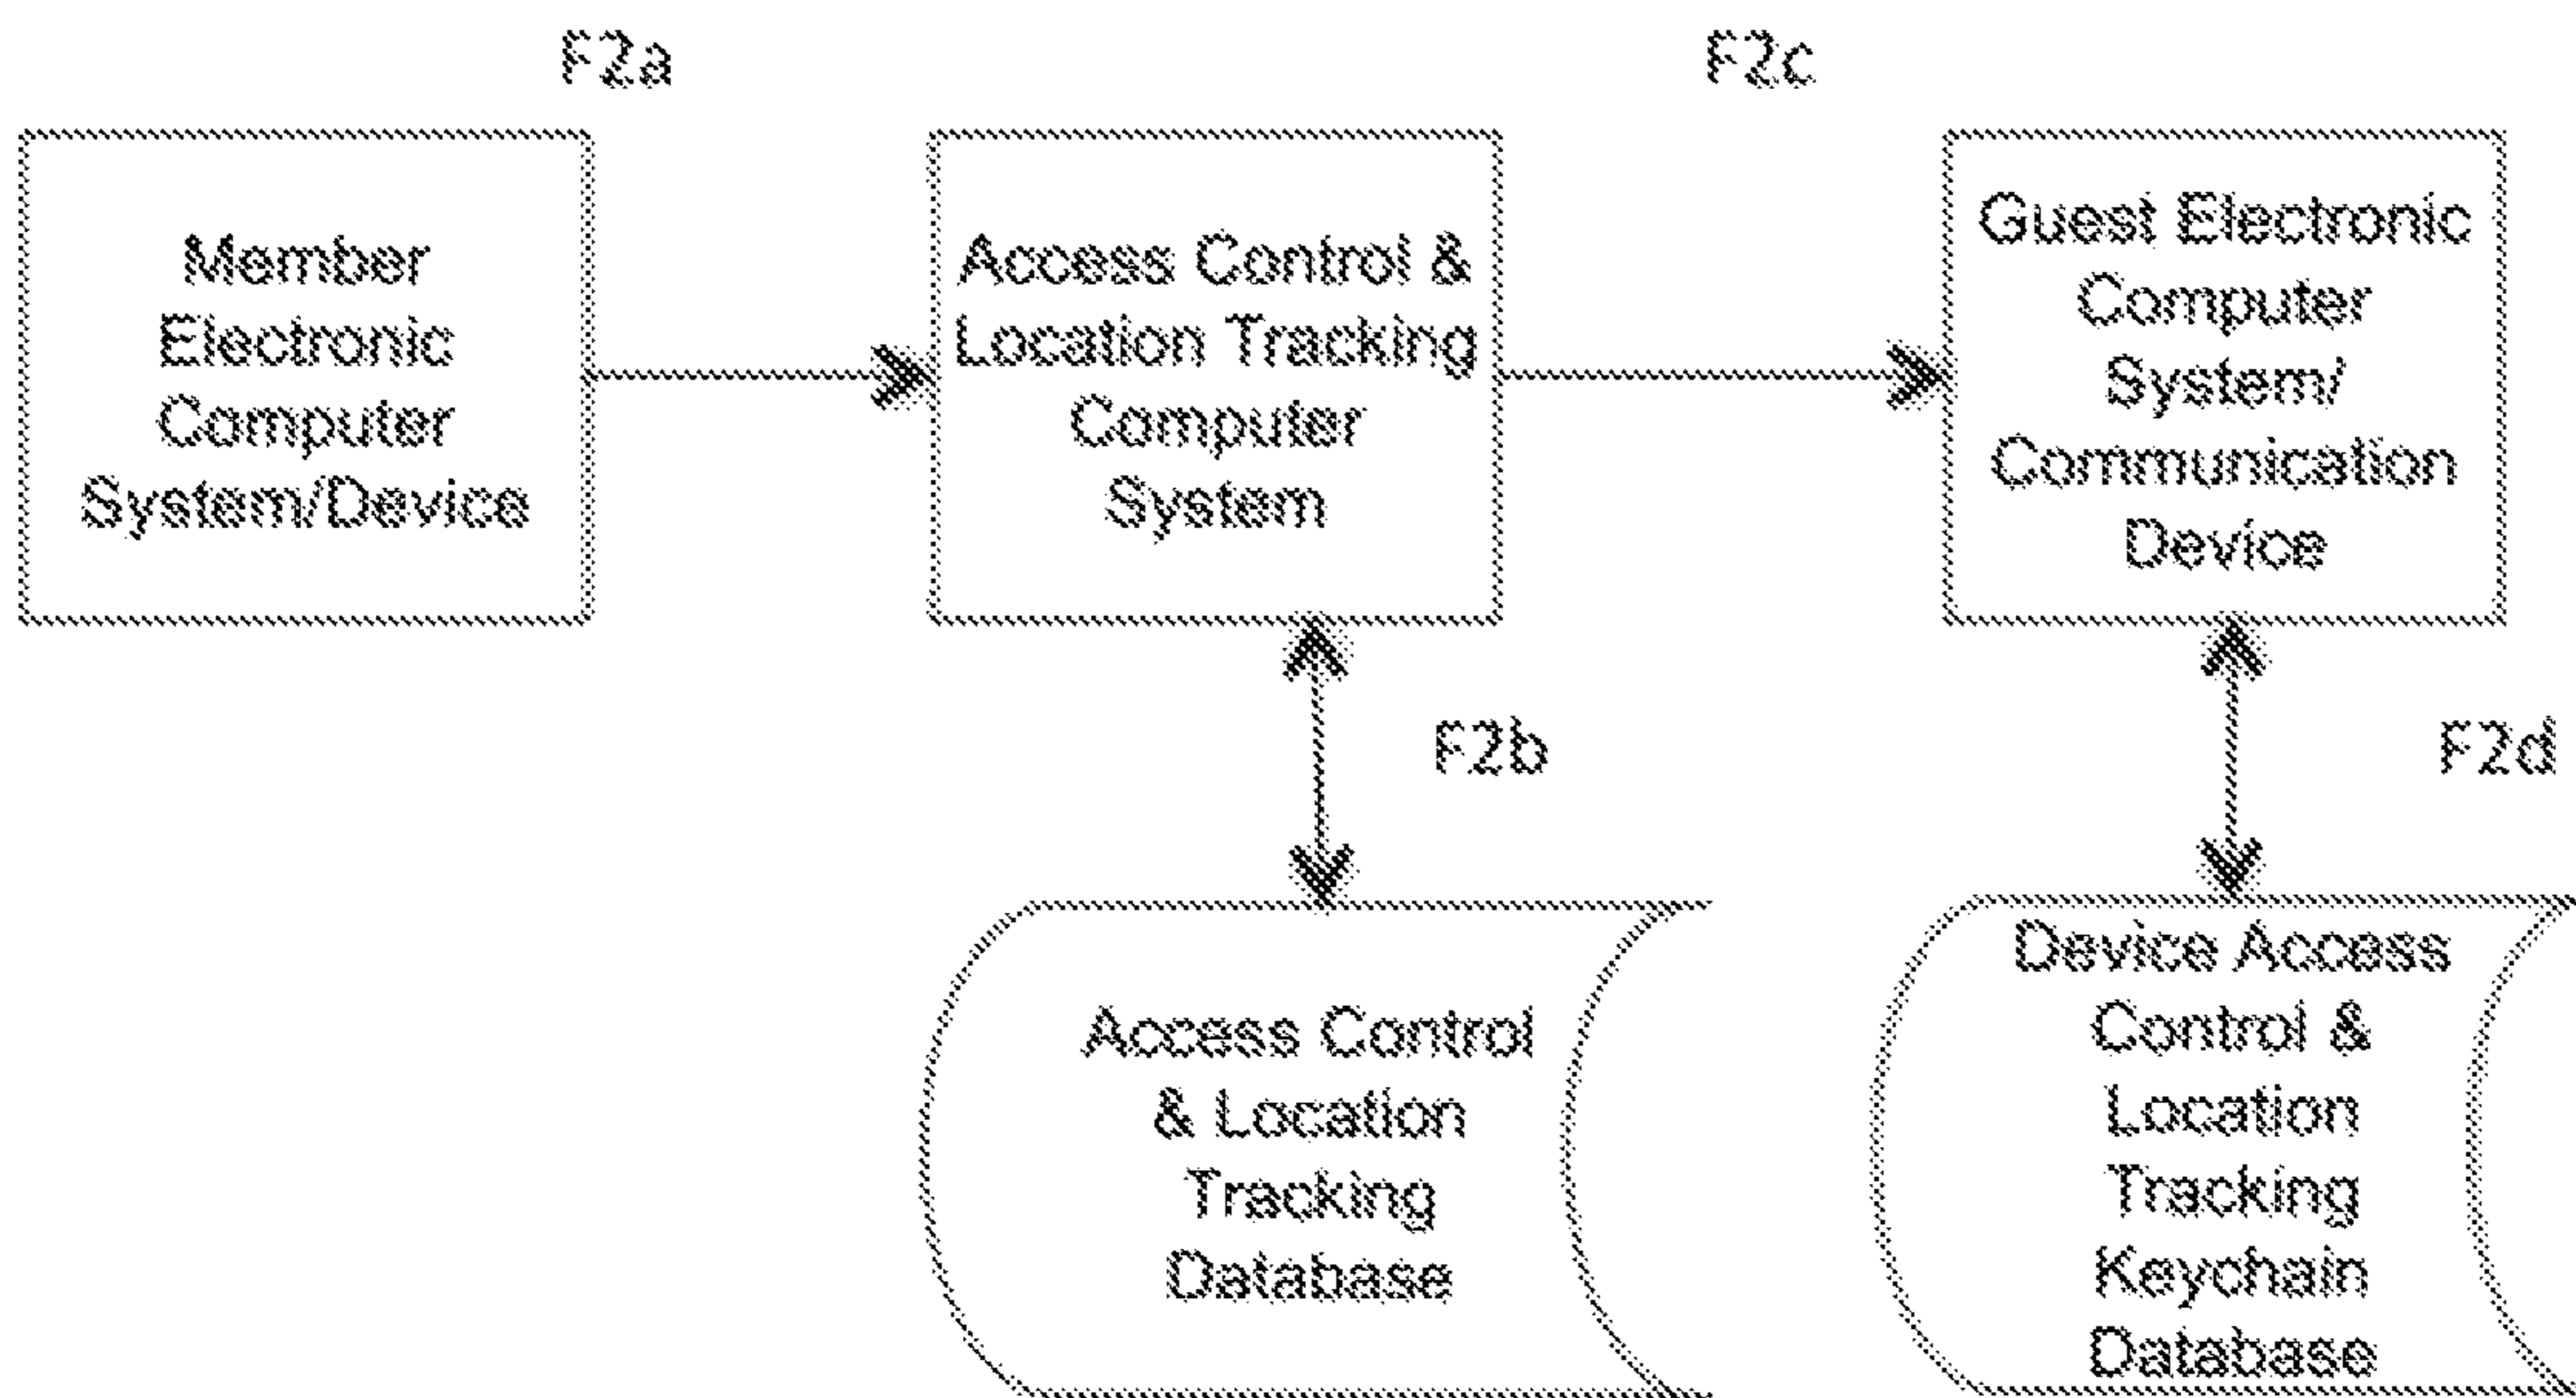 F2a
F2c
Member
Electronic
Computer
System/Device
Access Control &
Location Tracking
Computer
System
Guest Electronic
Computer
System/
Communication
Device
F2b
F2d
Access Control
& Location
Tracking
Database
Device Access
Control &
Location
Tracking
Keychain
Database